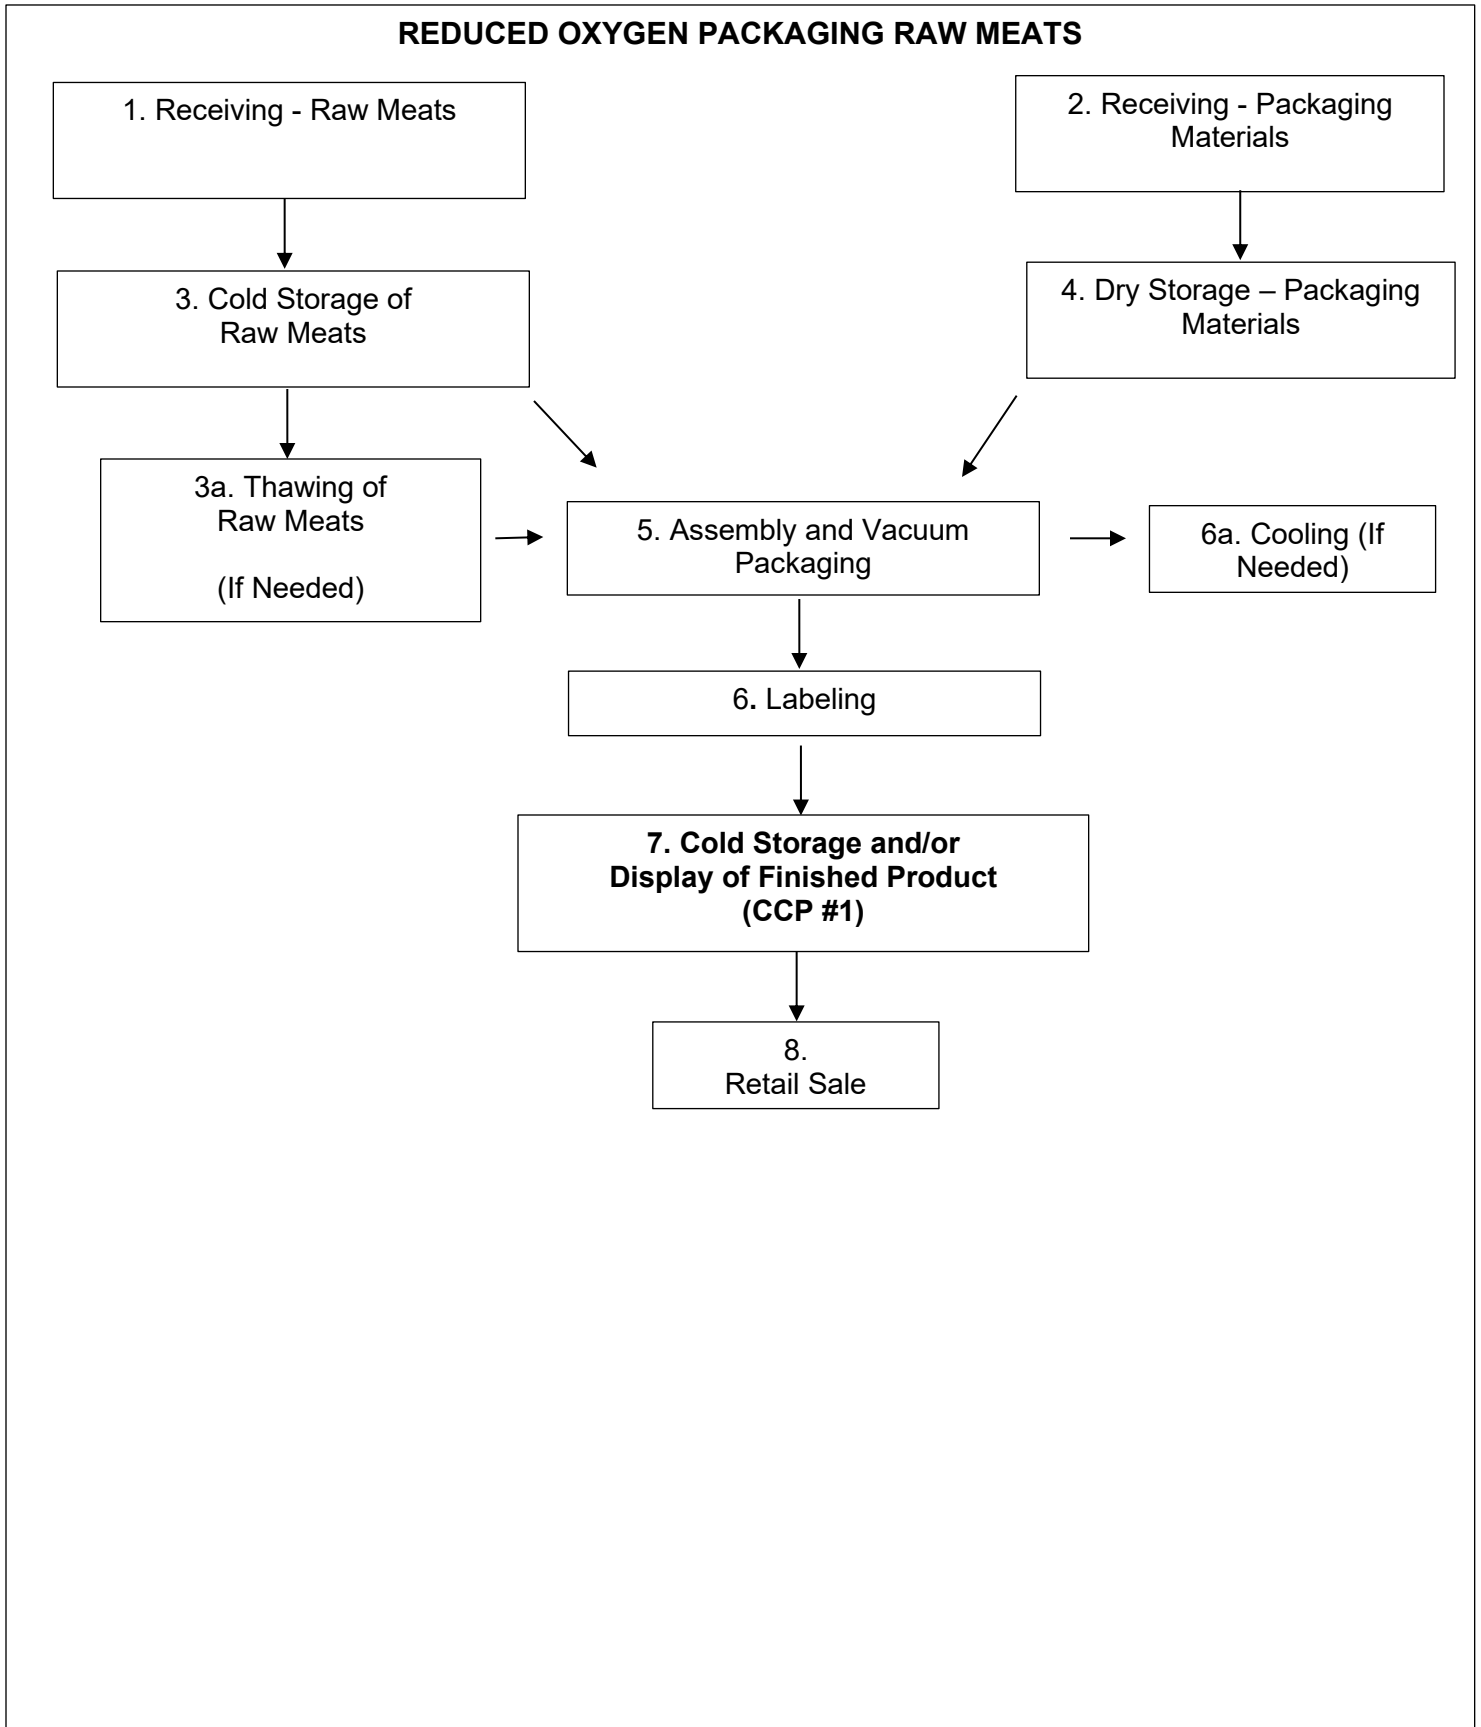 REDUCED OXYGEN PACKAGING RAW MEATS
1. Receiving - Raw Meats
2. Receiving - Packaging
Materials
3. Cold Storage of
Raw Meats
4. Dry Storage – Packaging
Materials
3a. Thawing of
Raw Meats
(If Needed)
5. Assembly and Vacuum
Packaging
6a. Cooling (If
Needed)
6. Labeling
7. Cold Storage and/or
Display of Finished Product
(CCP #1)
8.
Retail Sale